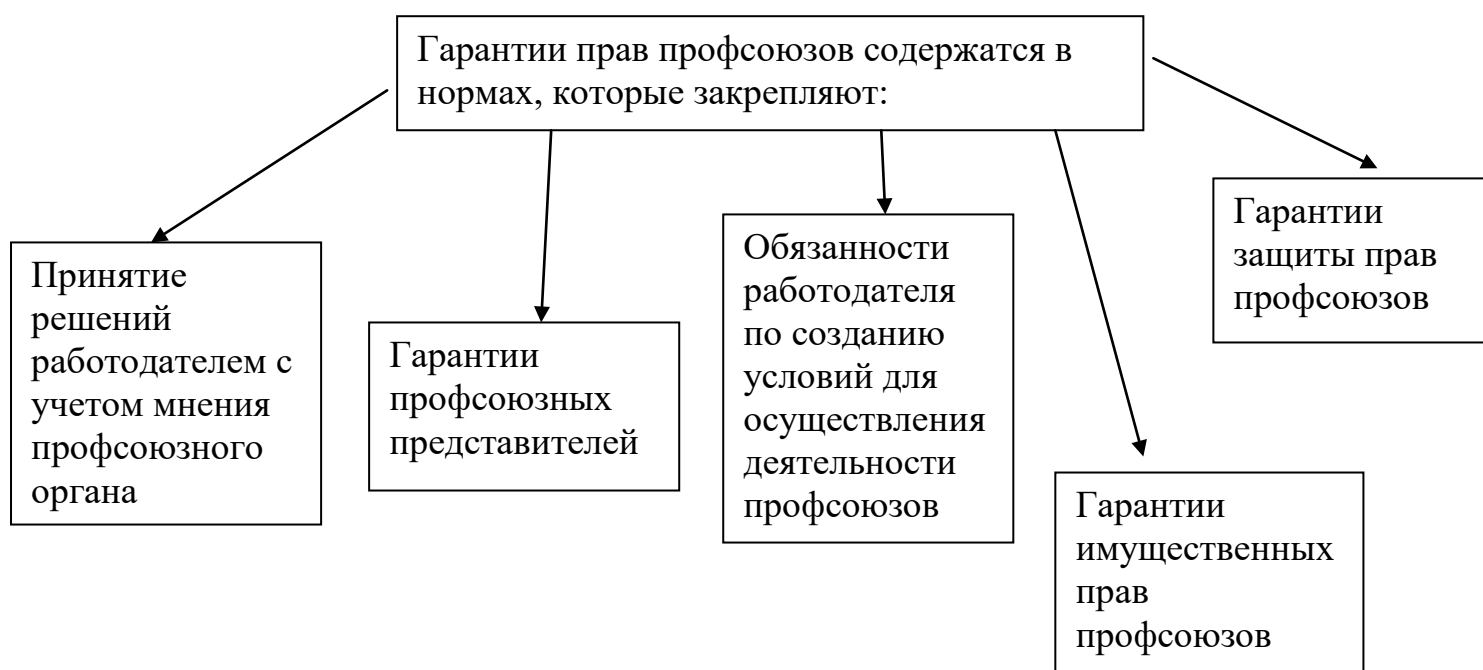 Гарантии прав профсоюзов содержатся в
нормах, которые закрепляют:
Принятие
решений
работодателем с
учетом мнения
профсоюзного
органа
Гарантии
профсоюзных
представителей
Обязанности
работодателя
по созданию
условий для
осуществления
деятельности
профсоюзов
Гарантии
имущественных
прав
профсоюзов
Гарантии
защиты прав
профсоюзов